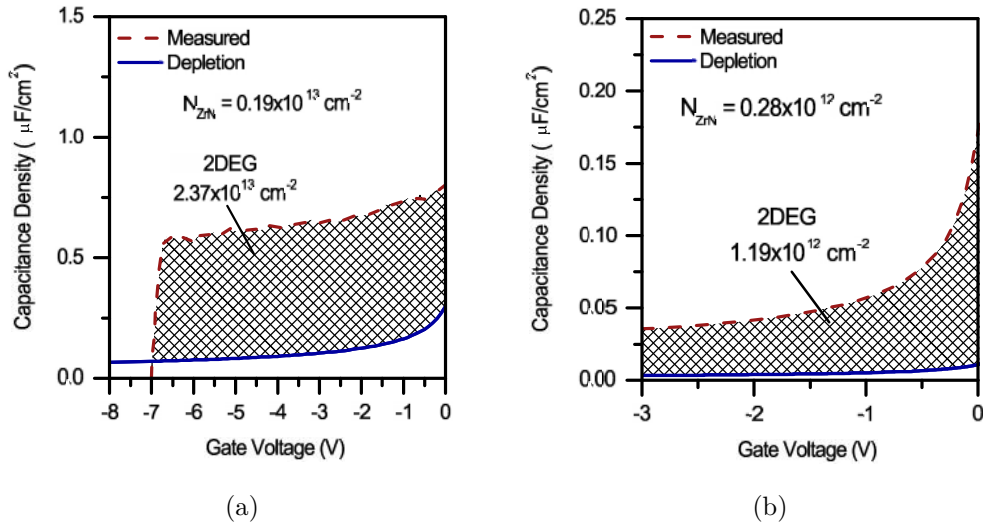 1.5
Measured
Depletion
N_ZrN = 0.19x10^13 cm^-2
1.0
2DEG
2.37x10^13 cm^-2
0.5
0.0
Capacitance Density ( μF/cm^2)
-8 -7 -6 -5 -4 -3 -2 -1 0
Gate Voltage (V)
(a)
0.25
Measured
Depletion
0.20
N_ZrN = 0.28x10^12 cm^-2
0.15
2DEG
0.10
1.19x10^12 cm^-2
0.05
0.00
Capacitance Density ( μF/cm^2)
-3 -2 -1 0
Gate Voltage (V)
(b)